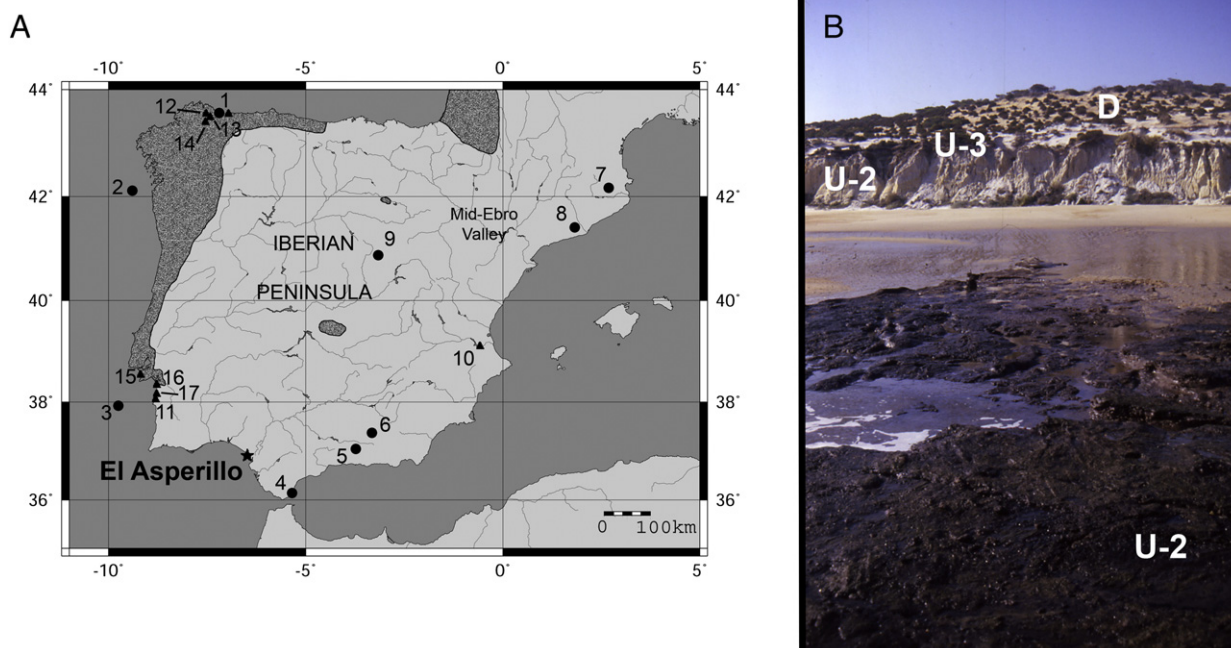 A
B
-10˚ -5˚ 0˚ 5˚
44˚ 44˚
12 1
14 13
2
42˚ 42˚
7
8
Mid-Ebro
Valley
IBERIAN
9
PENINSULA
40˚ 40˚
10
15 16
17
38˚ 38˚
3 11
6
5
El Asperillo
4
36˚ 36˚
0 100km
-10˚ -5˚ 0˚ 5˚
D
U-3
U-2
U-2